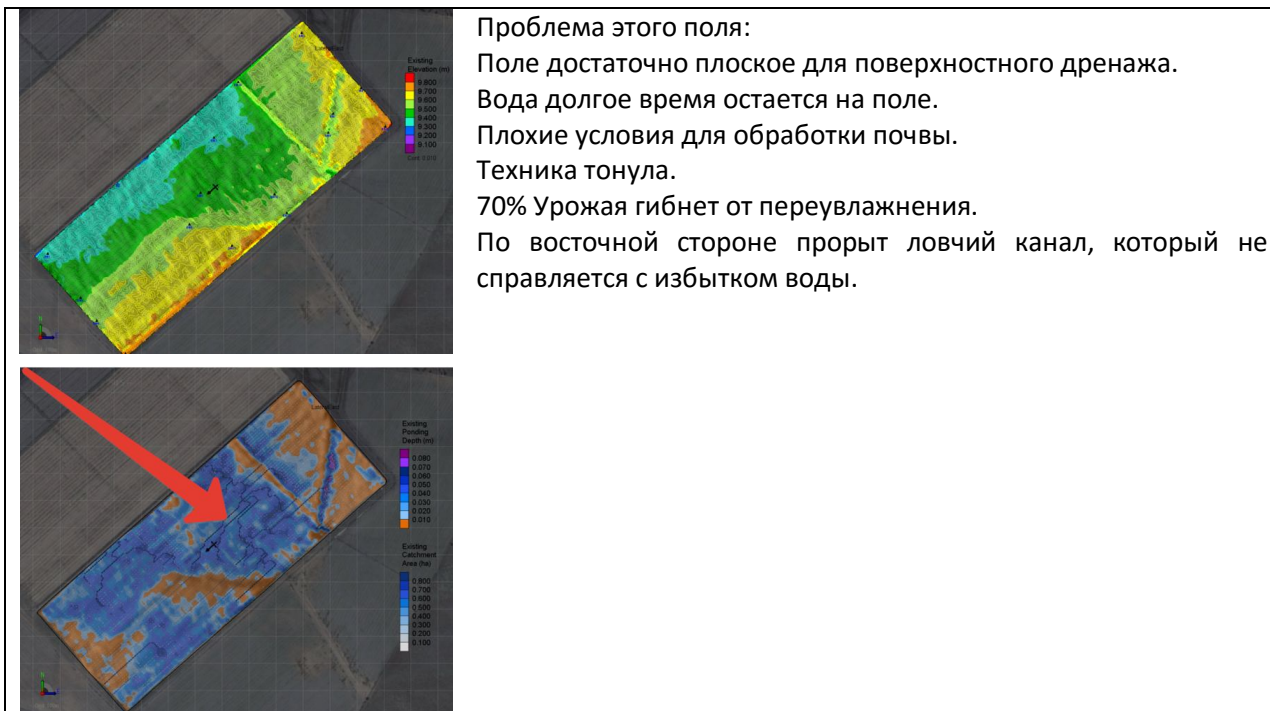 Проблема этого поля:
Поле достаточно плоское для поверхностного дренажа.
Вода долгое время остается на поле.
Плохие условия для обработки почвы.
Техника тонула.
70% Урожая гибнет от переувлажнения.
По восточной стороне прорыт ловчий канал, который не
справляется с избытком воды.
Existing
Elevation (m)
9.800
9.700
9.600
9.500
9.400
9.300
9.200
9.100
Existing
Ponding
Depth (m)
0.080
0.070
0.060
0.050
0.040
0.030
0.020
0.010
Existing
Catchment
Area (ha)
0.800
0.700
0.600
0.500
0.400
0.300
0.200
0.100